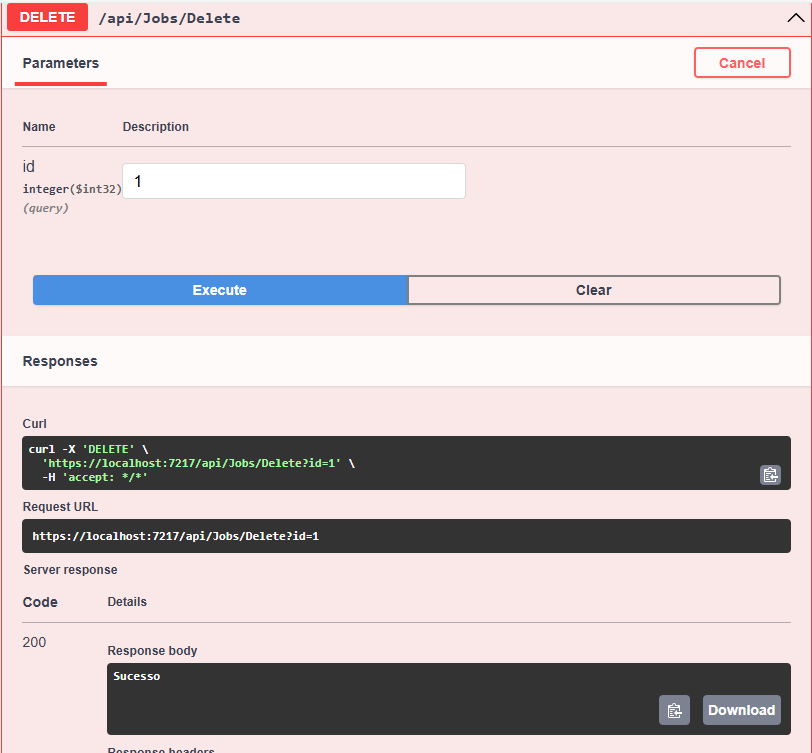 DELETE /api/Jobs/Delete
Parameters
Cancel
Name Description
id
integer($int32)
(query)
1
Execute Clear
Responses
Curl
curl -X 'DELETE' \
'https://localhost:7217/api/Jobs/Delete?id=1' \
-H 'accept: */*'
Request URL
https://localhost:7217/api/Jobs/Delete?id=1
Server response
Code Details
200
Response body
Sucesso
Download
Response headers